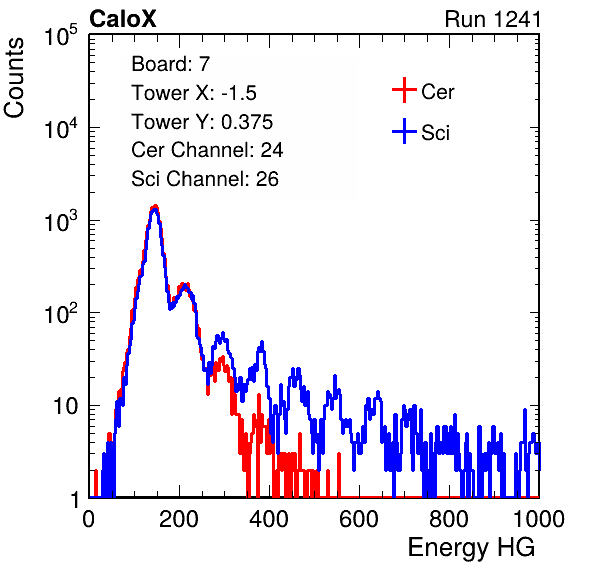 CaloX Run 1241
Counts
10^5
10^4
10^3
10^2
10
1
Board: 7
Tower X: -1.5
Tower Y: 0.375
Cer Channel: 24
Sci Channel: 26
Cer
Sci
0 200 400 600 800 1000
Energy HG